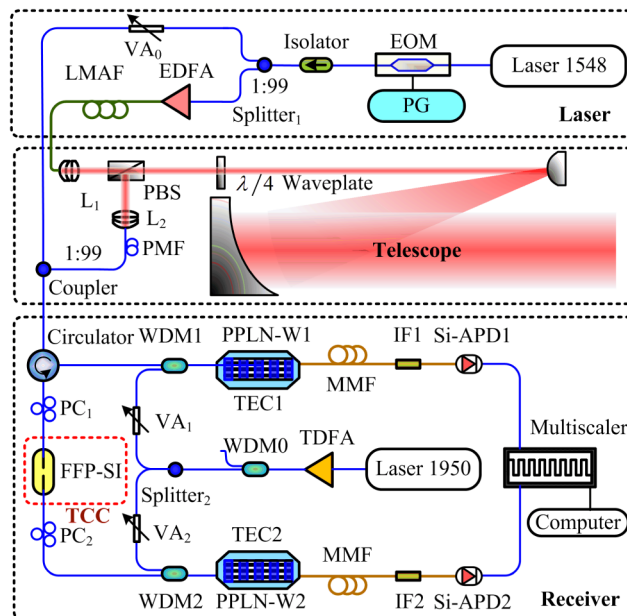 VA0
Isolator
EOM
Laser 1548
LMAF
EDFA
1:99
Splitter1
PG
Laser
L1
PBS
λ/4 Waveplate
L2
PMF
1:99
Coupler
Telescope
Circulator
WDM1
PPLN-W1
IF1
Si-APD1
TEC1
MMF
PC1
VA1
WDM0
TDFA
Multiscaler
FFP-SI
Splitter2
Laser 1950
TCC
PC2
VA2
TEC2
MMF
Computer
WDM2
PPLN-W2
IF2
Si-APD2
Receiver